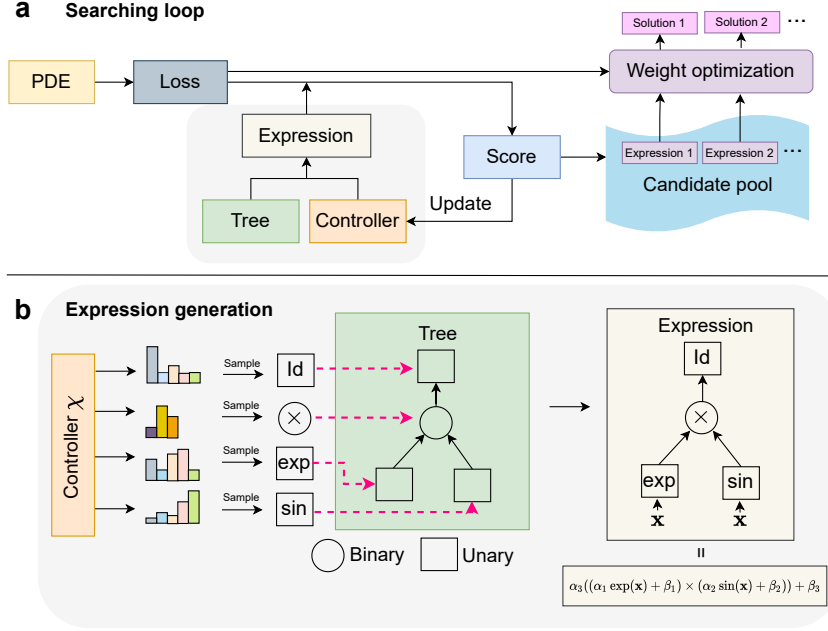 a Searching loop
Solution 1
Solution 2
...
PDE
Loss
Weight optimization
Expression
Score
Expression 1
Expression 2
...
Candidate pool
Tree
Controller
Update
b Expression generation
Controller χ
Sample
Id
Sample
×
Sample
exp
Sample
sin
Tree
Binary
Unary
Expression
Id
×
exp
sin
x
x
=
α₃((α₁ exp(x) + β₁) × (α₂ sin(x) + β₂)) + β₃